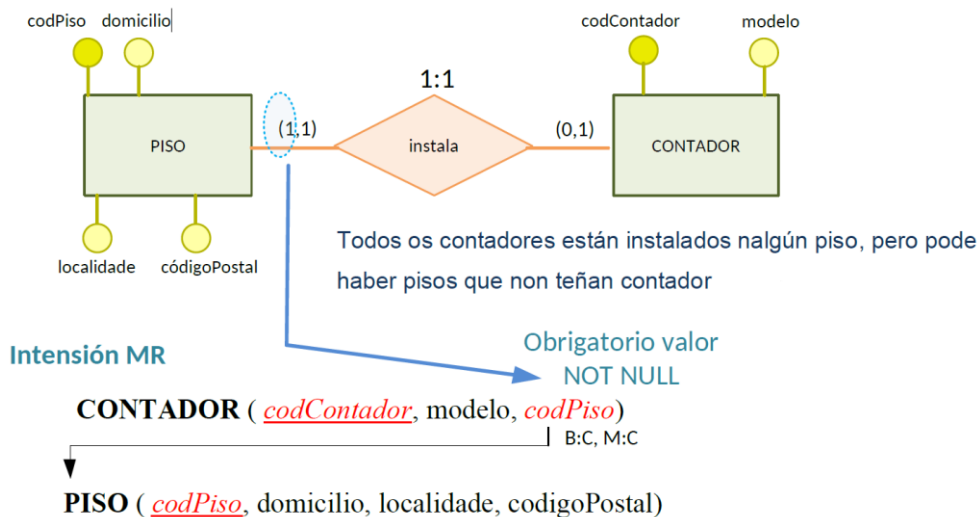 codPiso domicilio
codContador modelo
1:1
PISO
(1,1)
instala
(0,1)
CONTADOR
localidade códigoPostal
Todos os contadores están instalados nalgún piso, pero pode
haber pisos que non teñan contador
Intensión MR
Obrigatorio valor
NOT NULL
CONTADOR ( codContador, modelo, codPiso)
B:C, M:C
PISO ( codPiso, domicilio, localidade, codigoPostal)